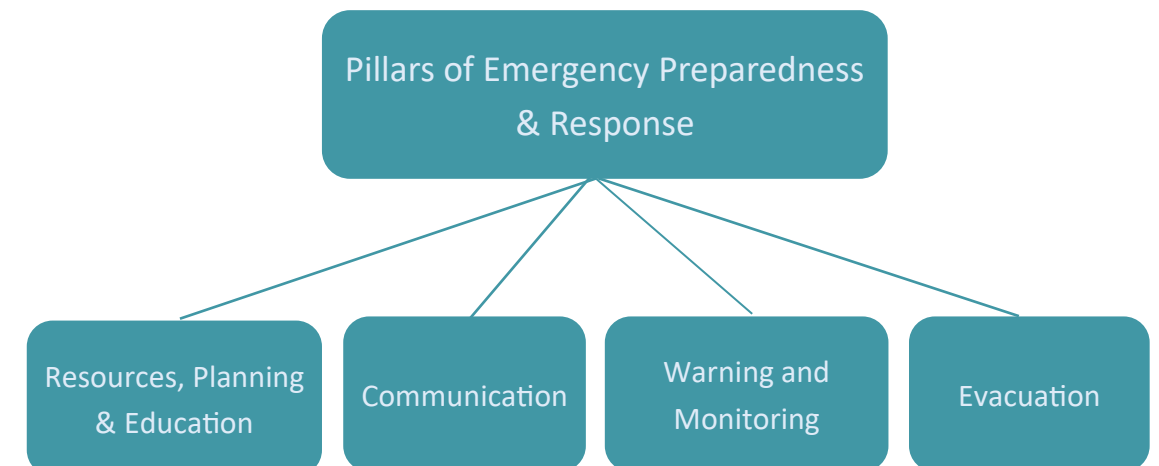 Pillars of Emergency Preparedness
& Response
Resources, Planning
& Education
Communication
Warning and
Monitoring
Evacuation